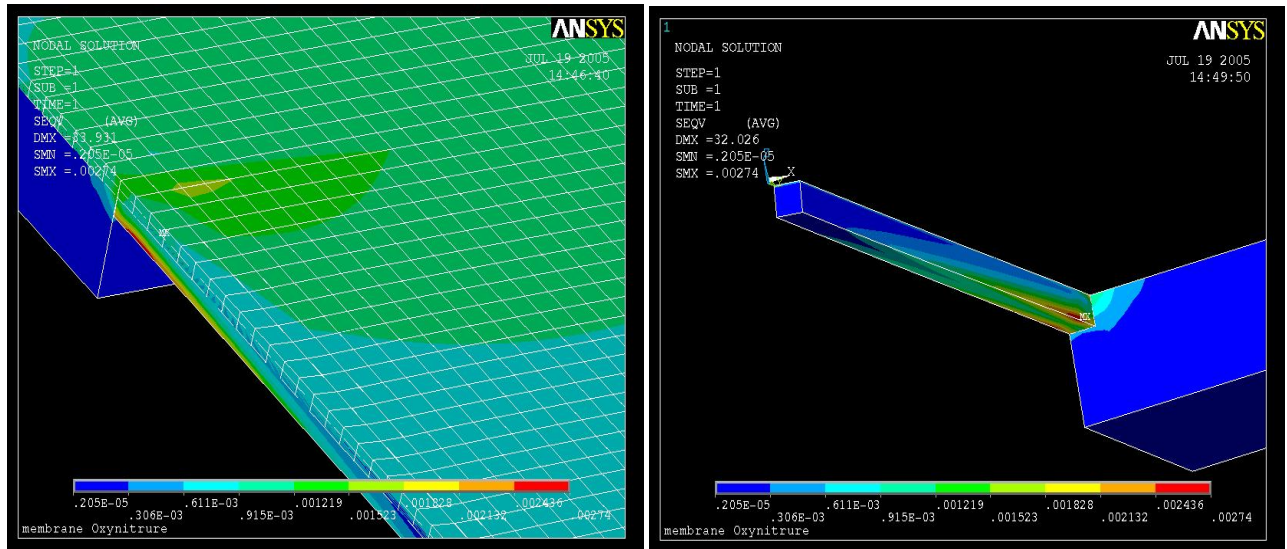 ANSYS
NODAL SOLUTION
JUL 19 2005
14:46:40
STEP=1
SUB =1
TIME=1
SEQV (AVG)
DMX =33.931
SMN =.205E-05
SMX =.00274
MX
.205E-05 .611E-03 .001219 .001828 .002436
.306E-03 .915E-03 .001523 .002132 .00274
membrane Oxynitrure
1
ANSYS
NODAL SOLUTION
JUL 19 2005
14:49:50
STEP=1
SUB =1
TIME=1
SEQV (AVG)
DMX =32.026
SMN =.205E-05
SMX =.00274
X
MX
.205E-05 .611E-03 .001219 .001828 .002436
.306E-03 .915E-03 .001523 .002132 .00274
membrane Oxynitrure